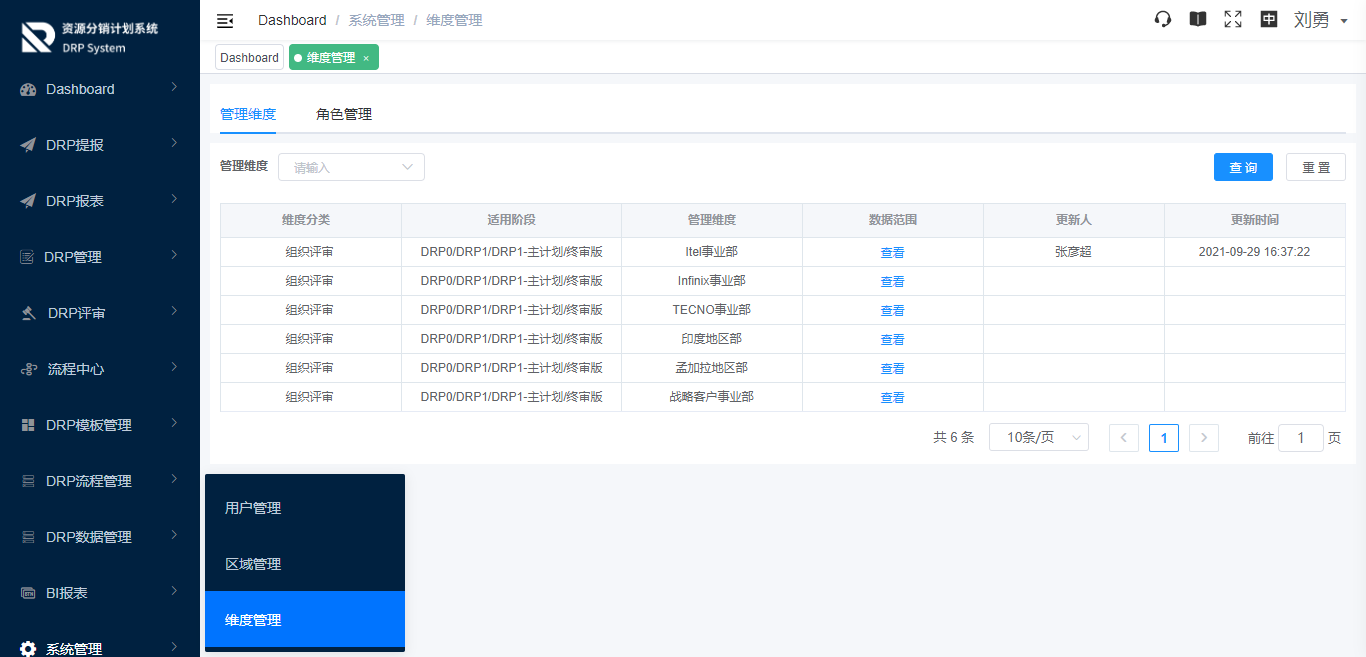 资源分销计划系统
DRP System
Dashboard
DRP提报
DRP报表
DRP管理
DRP评审
流程中心
DRP模板管理
DRP流程管理
DRP数据管理
BI报表
系统管理
Dashboard / 系统管理 / 维度管理
中 刘勇
Dashboard 维度管理 ×
管理维度 角色管理
管理维度 请输入 查询 重置
维度分类 适用阶段 管理维度 数据范围 更新人 更新时间
组织评审 DRP0/DRP1/DRP1-主计划/终审版 Itel事业部 查看 张彦超 2021-09-29 16:37:22
组织评审 DRP0/DRP1/DRP1-主计划/终审版 Infinix事业部 查看
组织评审 DRP0/DRP1/DRP1-主计划/终审版 TECNO事业部 查看
组织评审 DRP0/DRP1/DRP1-主计划/终审版 印度地区部 查看
组织评审 DRP0/DRP1/DRP1-主计划/终审版 孟加拉地区部 查看
组织评审 DRP0/DRP1/DRP1-主计划/终审版 战略客户事业部 查看
共 6 条 10条/页 1 前往 1 页
用户管理
区域管理
维度管理